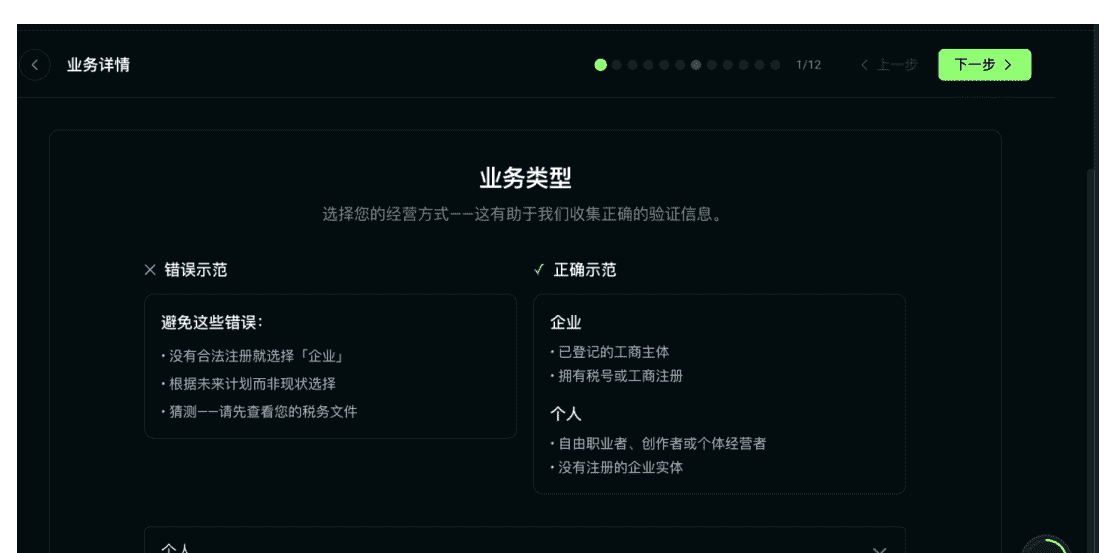 业务详情
1/12
上一步
下一步
业务类型
选择您的经营方式——这有助于我们收集正确的验证信息。
错误示范
避免这些错误：
·没有合法注册就选择「企业」
·根据未来计划而非现状选择
·猜测——请先查看您的税务文件
正确示范
企业
·已登记的工商主体
·拥有税号或工商注册
个人
·自由职业者、创作者或个体经营者
·没有注册的企业实体
个人